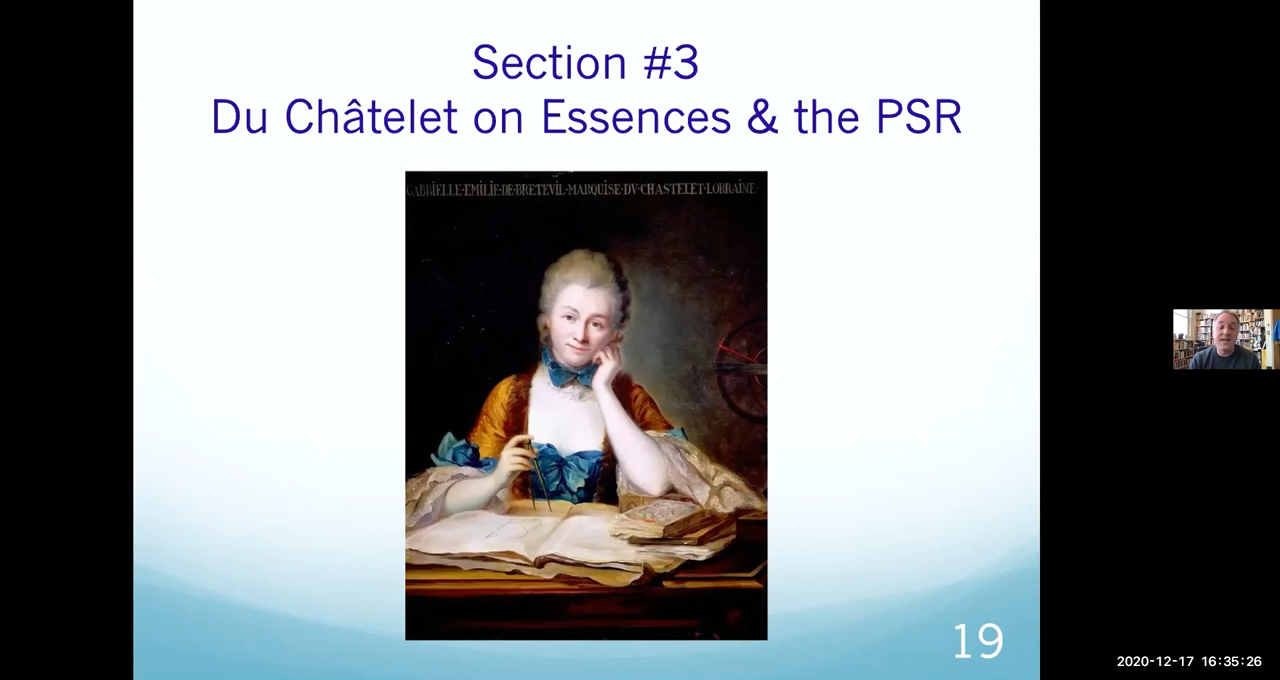 Section #3
Du Châtelet on Essences & the PSR
GABRIELLE·EMILIE·DE·BRETEVIL·MARQUISE·DV·CHASTELET·LORRAINE·
19
2020-12-17 16:35:26